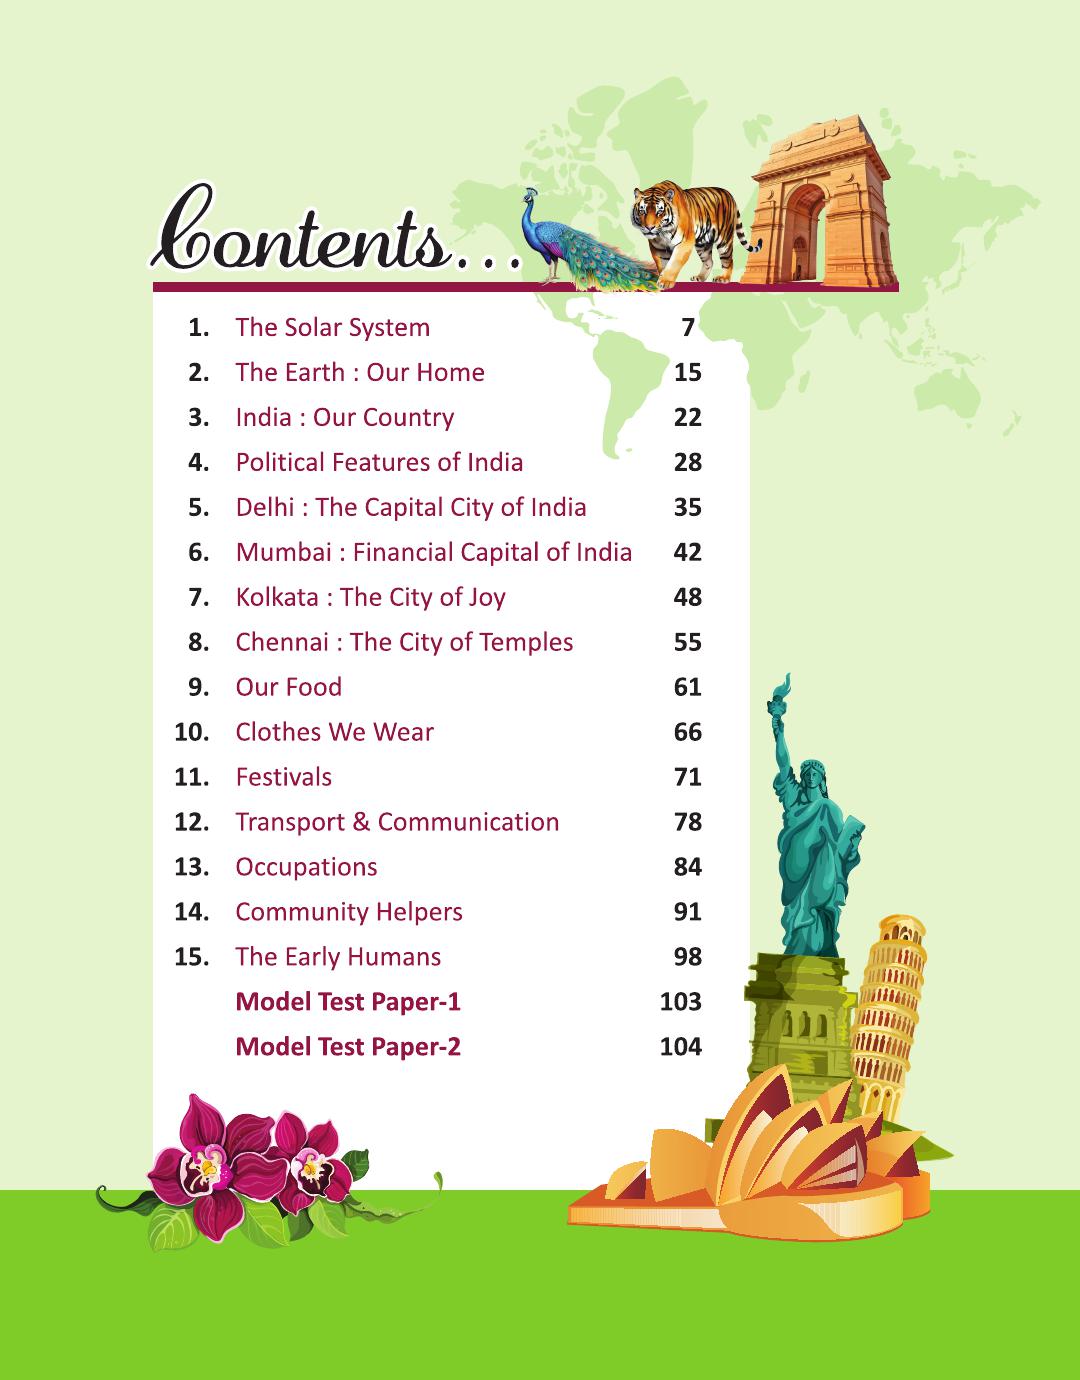 Contents...
1. The Solar System 7
2. The Earth : Our Home 15
3. India : Our Country 22
4. Political Features of India 28
5. Delhi : The Capital City of India 35
6. Mumbai : Financial Capital of India 42
7. Kolkata : The City of Joy 48
8. Chennai : The City of Temples 55
9. Our Food 61
10. Clothes We Wear 66
11. Festivals 71
12. Transport & Communication 78
13. Occupations 84
14. Community Helpers 91
15. The Early Humans 98
Model Test Paper-1 103
Model Test Paper-2 104